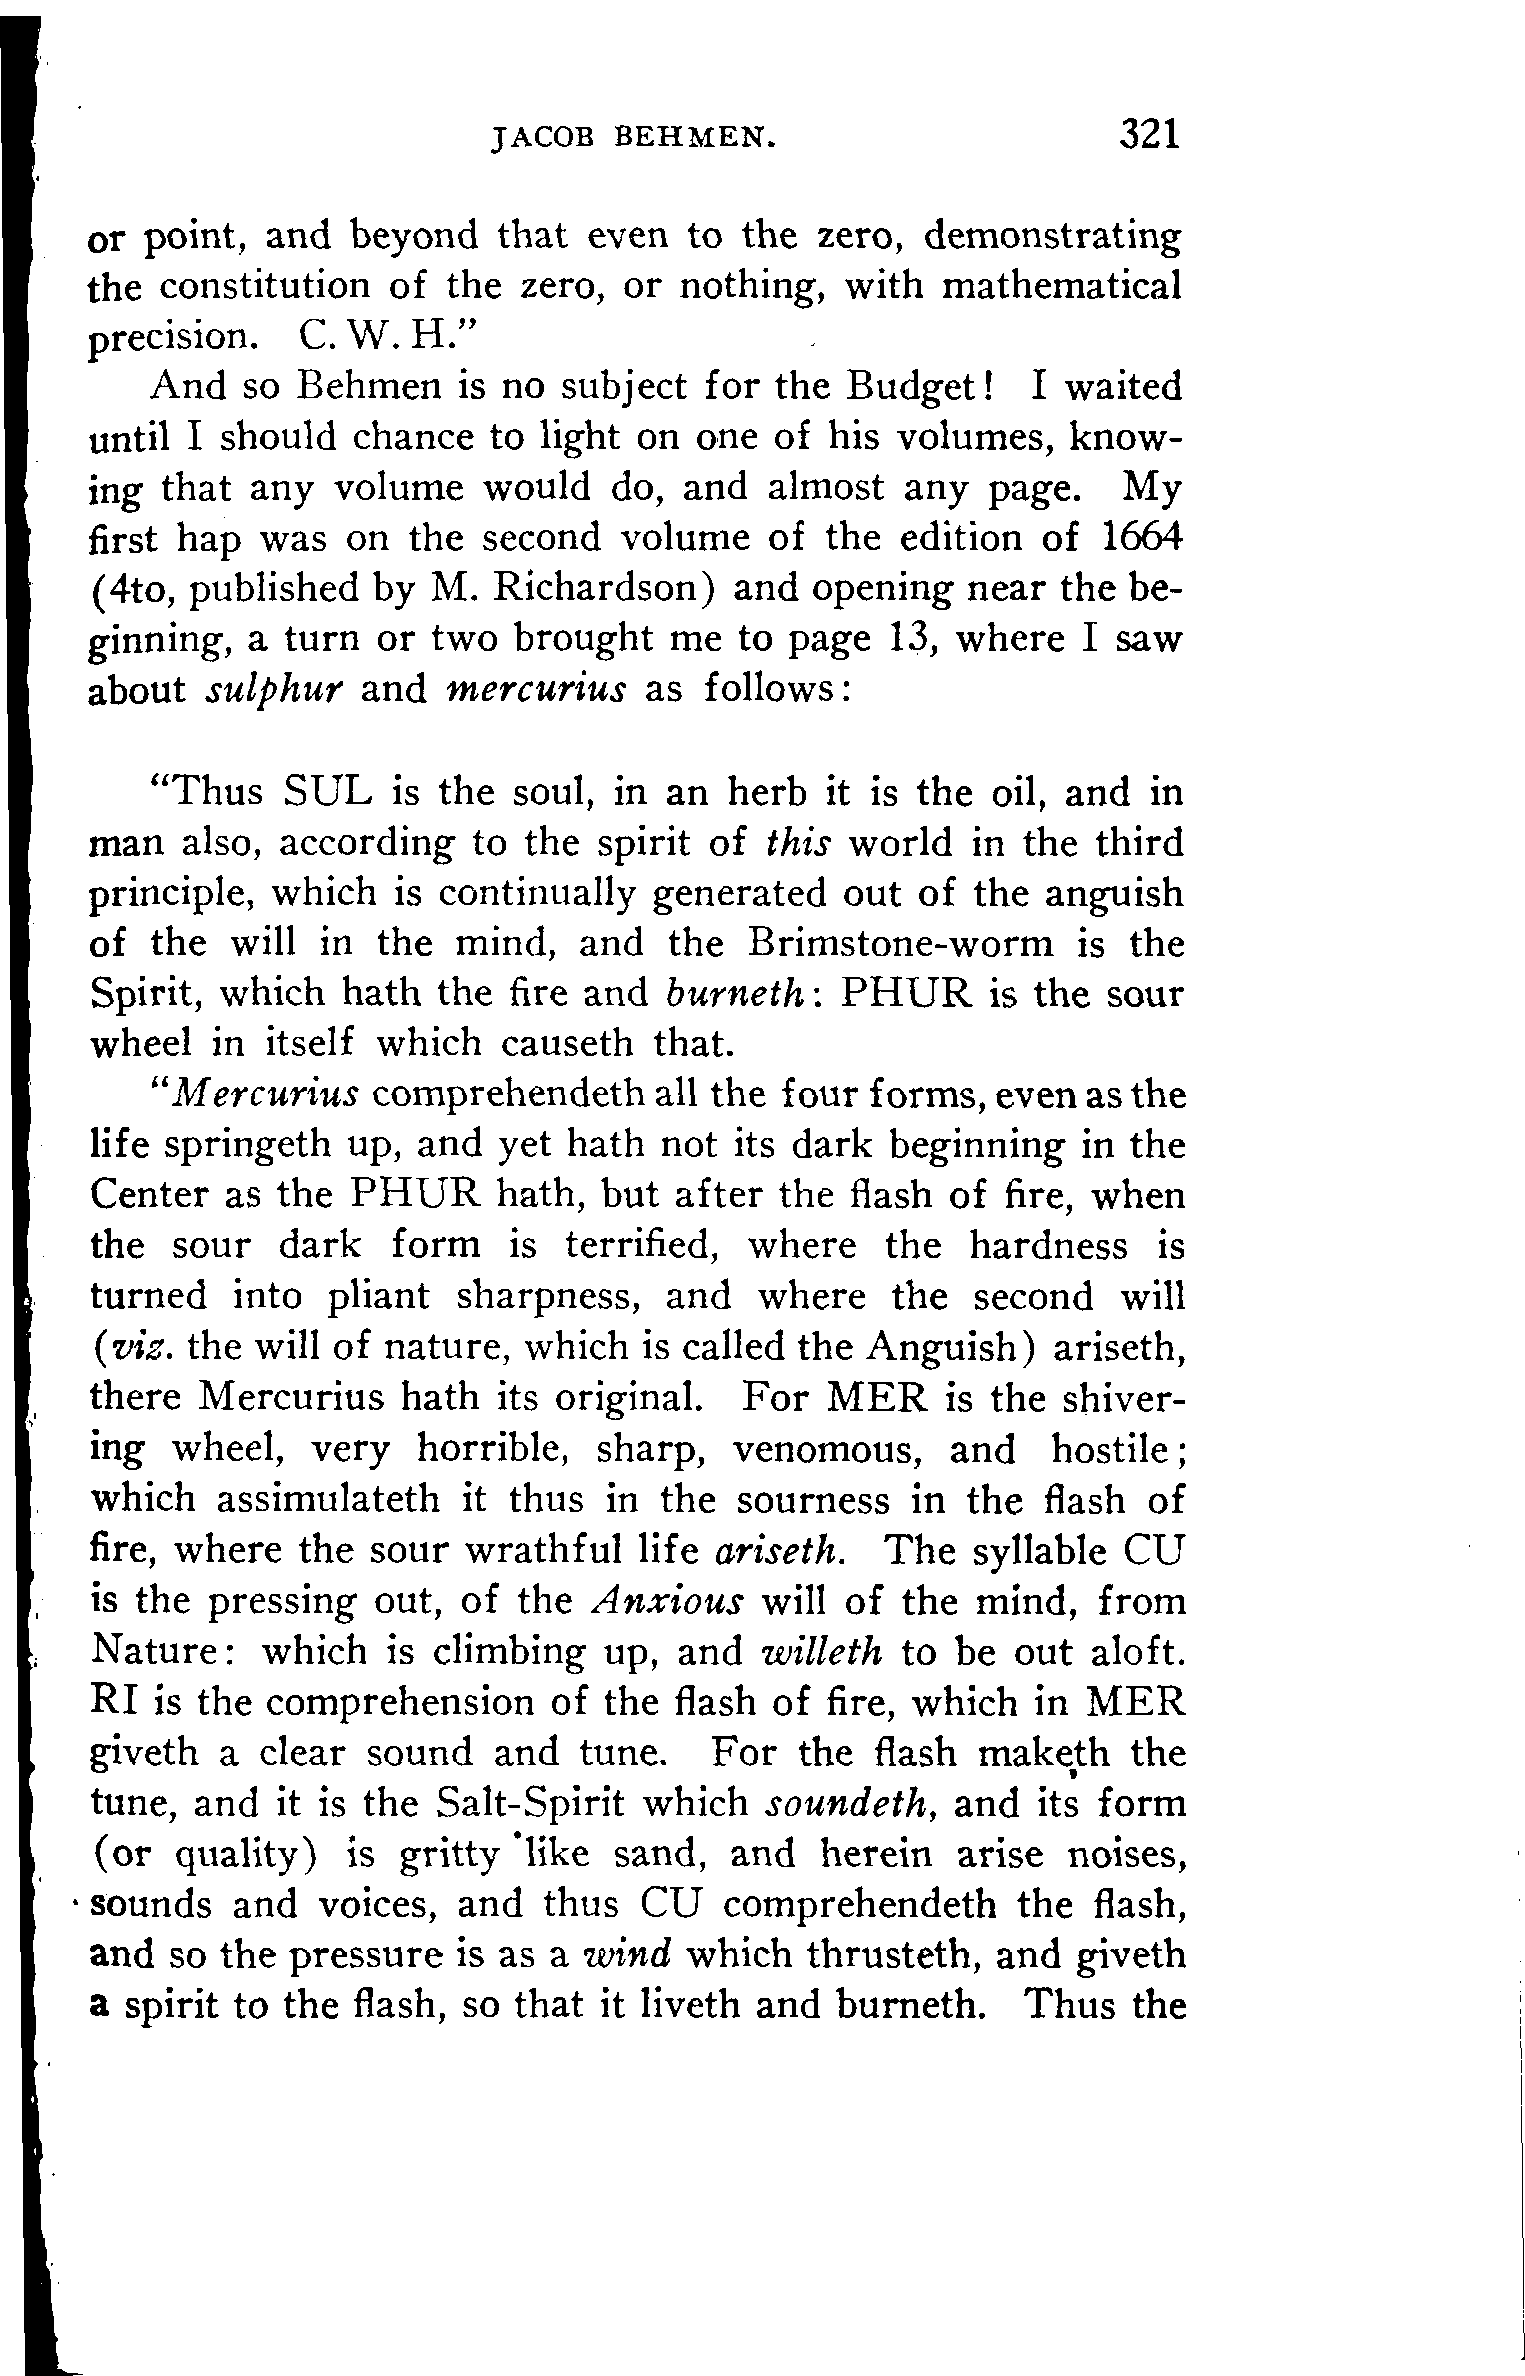 JACOB BEHMEN. 321
or point, and beyond that even to the zero, demonstrating
the constitution of the zero, or nothing, with mathematical
precision. C. W. H.”
And so Behmen is no subject for the Budget! I waited
until I should chance to light on one of his volumes, know-
ing that any volume would do, and almost any page. My
first hap was on the second volume of the edition of 1664
(4to, published by M. Richardson) and opening near the be-
ginning, a turn or two brought me to page 13, where I saw
about sulphur and mercurius as follows:
“Thus SUL is the soul, in an herb it is the oil, and in
man also, according to the spirit of this world in the third
principle, which is continually generated out of the anguish
of the will in the mind, and the Brimstone-worm is the
Spirit, which hath the fire and burneth: PHUR is the sour
wheel in itself which causeth that.
“Mercurius comprehendeth all the four forms, even as the
life springeth up, and yet hath not its dark beginning in the
Center as the PHUR hath, but after the flash of fire, when
the sour dark form is terrified, where the hardness is
turned into pliant sharpness, and where the second will
(viz. the will of nature, which is called the Anguish) ariseth,
there Mercurius hath its original. For MER is the shiver-
ing wheel, very horrible, sharp, venomous, and hostile;
which assimulateth it thus in the sourness in the flash of
fire, where the sour wrathful life ariseth. The syllable CU
is the pressing out, of the Anxious will of the mind, from
Nature: which is climbing up, and willeth to be out aloft.
RI is the comprehension of the flash of fire, which in MER
giveth a clear sound and tune. For the flash maketh the
tune, and it is the Salt-Spirit which soundeth, and its form
(or quality) is gritty like sand, and herein arise noises,
sounds and voices, and thus CU comprehendeth the flash,
and so the pressure is as a wind which thrusteth, and giveth
a spirit to the flash, so that it liveth and burneth. Thus the